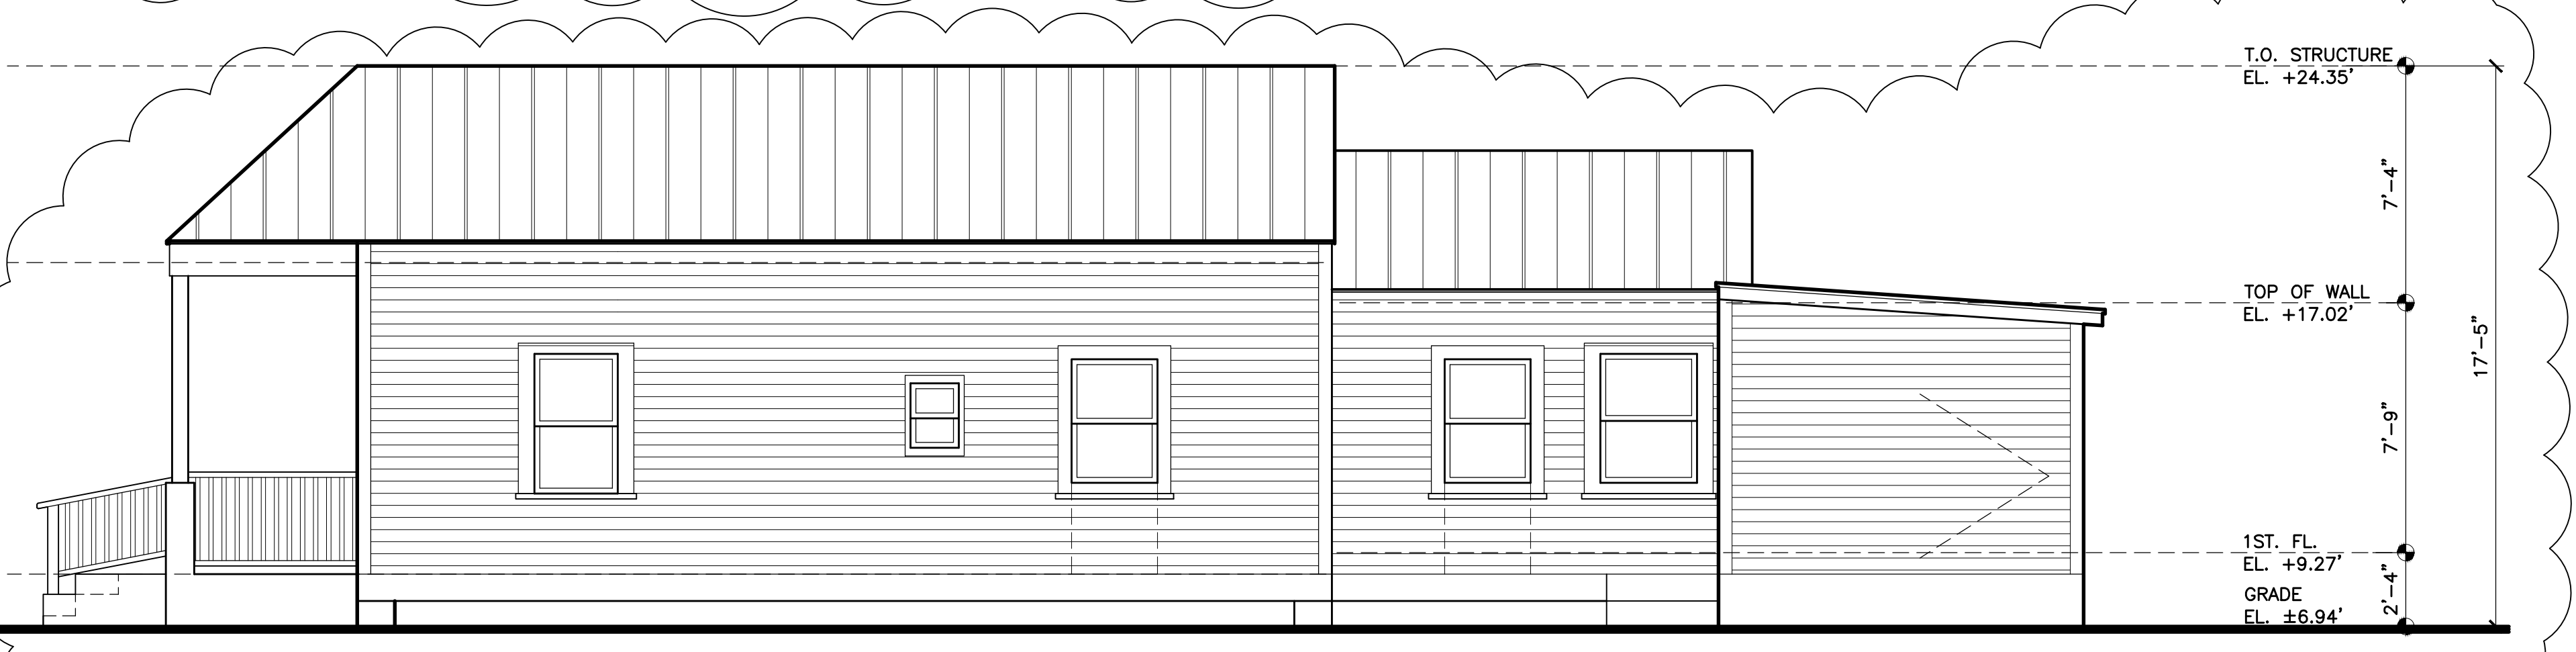 T.O. STRUCTURE
EL. +24.35'
7'-4"
TOP OF WALL
EL. +17.02'
17'-5"
7'-9"
1ST. FL.
EL. +9.27'
2'-4"
GRADE
EL. ±6.94'